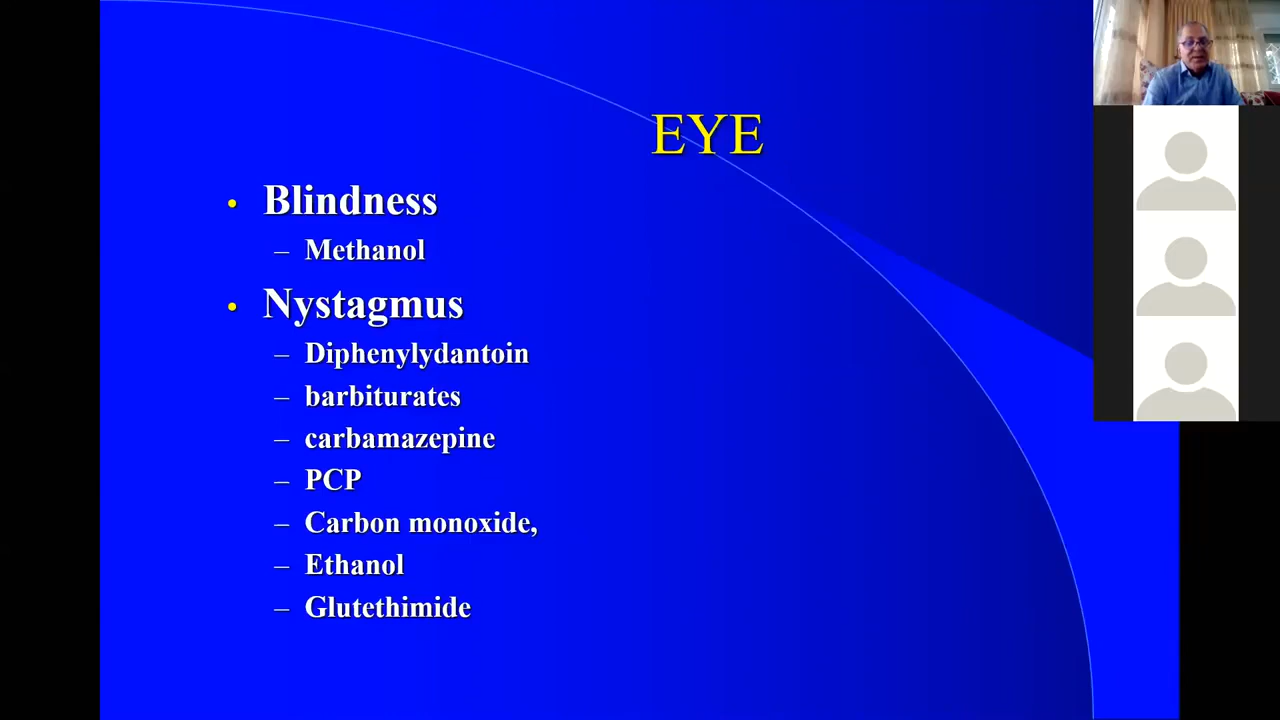 EYE
• Blindness
– Methanol
• Nystagmus
– Diphenylydantoin
– barbiturates
– carbamazepine
– PCP
– Carbon monoxide,
– Ethanol
– Glutethimide